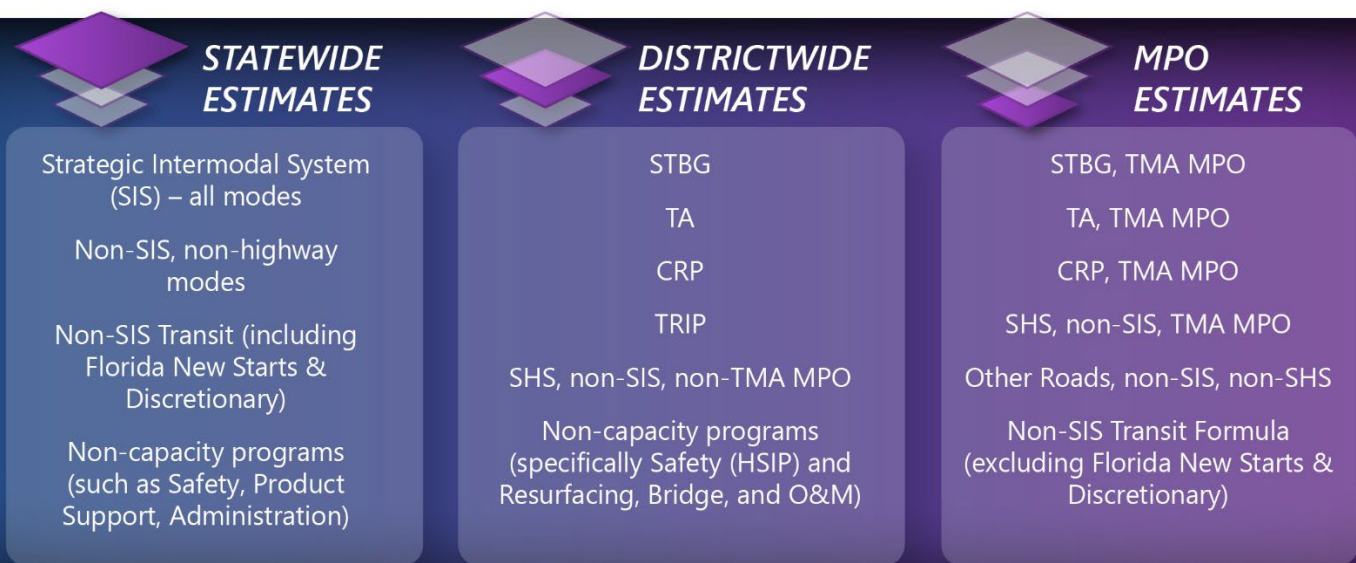 STATEWIDE
ESTIMATES
Strategic Intermodal System
(SIS) – all modes
Non-SIS, non-highway
modes
Non-SIS Transit (including
Florida New Starts &
Discretionary)
Non-capacity programs
(such as Safety, Product
Support, Administration)
DISTRICTWIDE
ESTIMATES
STBG
TA
CRP
TRIP
SHS, non-SIS, non-TMA MPO
Non-capacity programs
(specifically Safety (HSIP) and
Resurfacing, Bridge, and O&M)
MPO
ESTIMATES
STBG, TMA MPO
TA, TMA MPO
CRP, TMA MPO
SHS, non-SIS, TMA MPO
Other Roads, non-SIS, non-SHS
Non-SIS Transit Formula
(excluding Florida New Starts &
Discretionary)